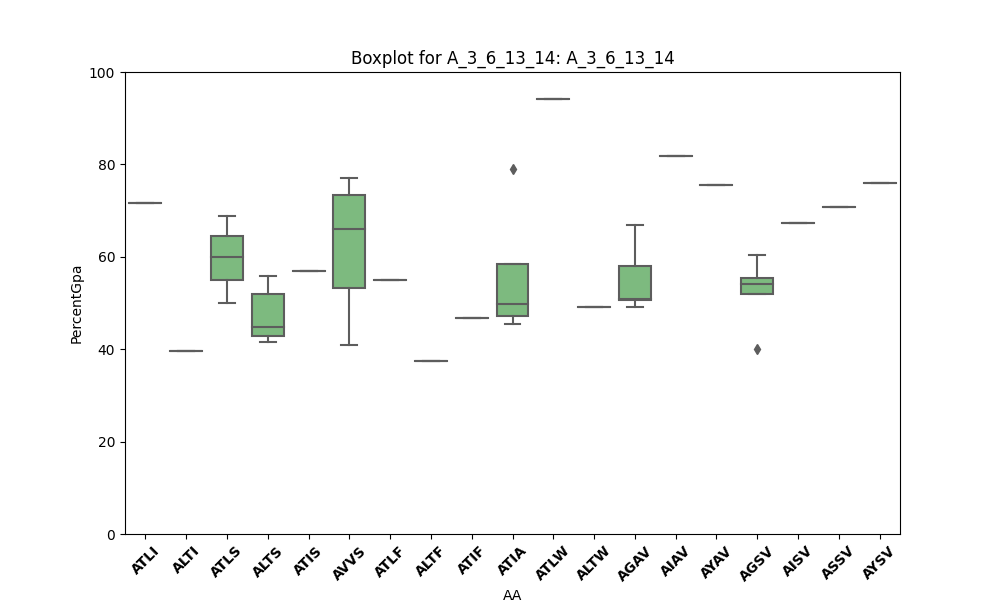 Boxplot for A_3_6_13_14: A_3_6_13_14
PercentGpa
100
80
60
40
20
0
ATLI ALTI ATLS ALTS ATIS AVVS ATLF ALTF ATIF ATIA ATLW ALTW AGAV AIAV AYAV AGSV AISV ASSV AYSV
AA